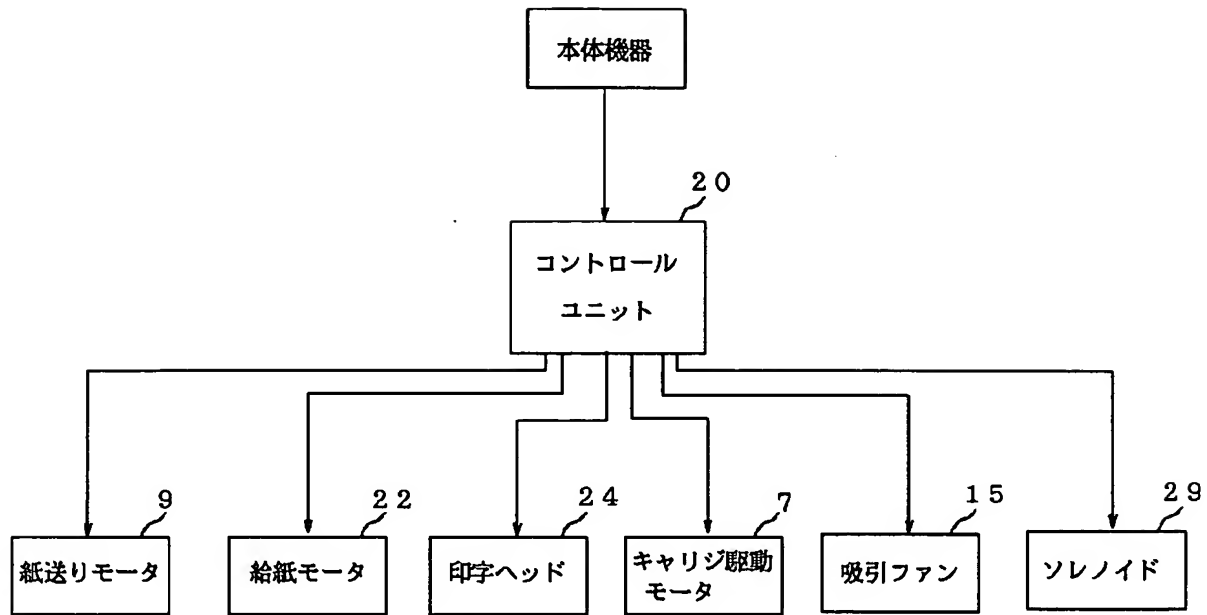 本体機器
２０
コントロール
ユニット
９
２２
２４
７
１５
２９
紙送りモータ
給紙モータ
印字ヘッド
キャリジ駆動
モータ
吸引ファン
ソレノイド